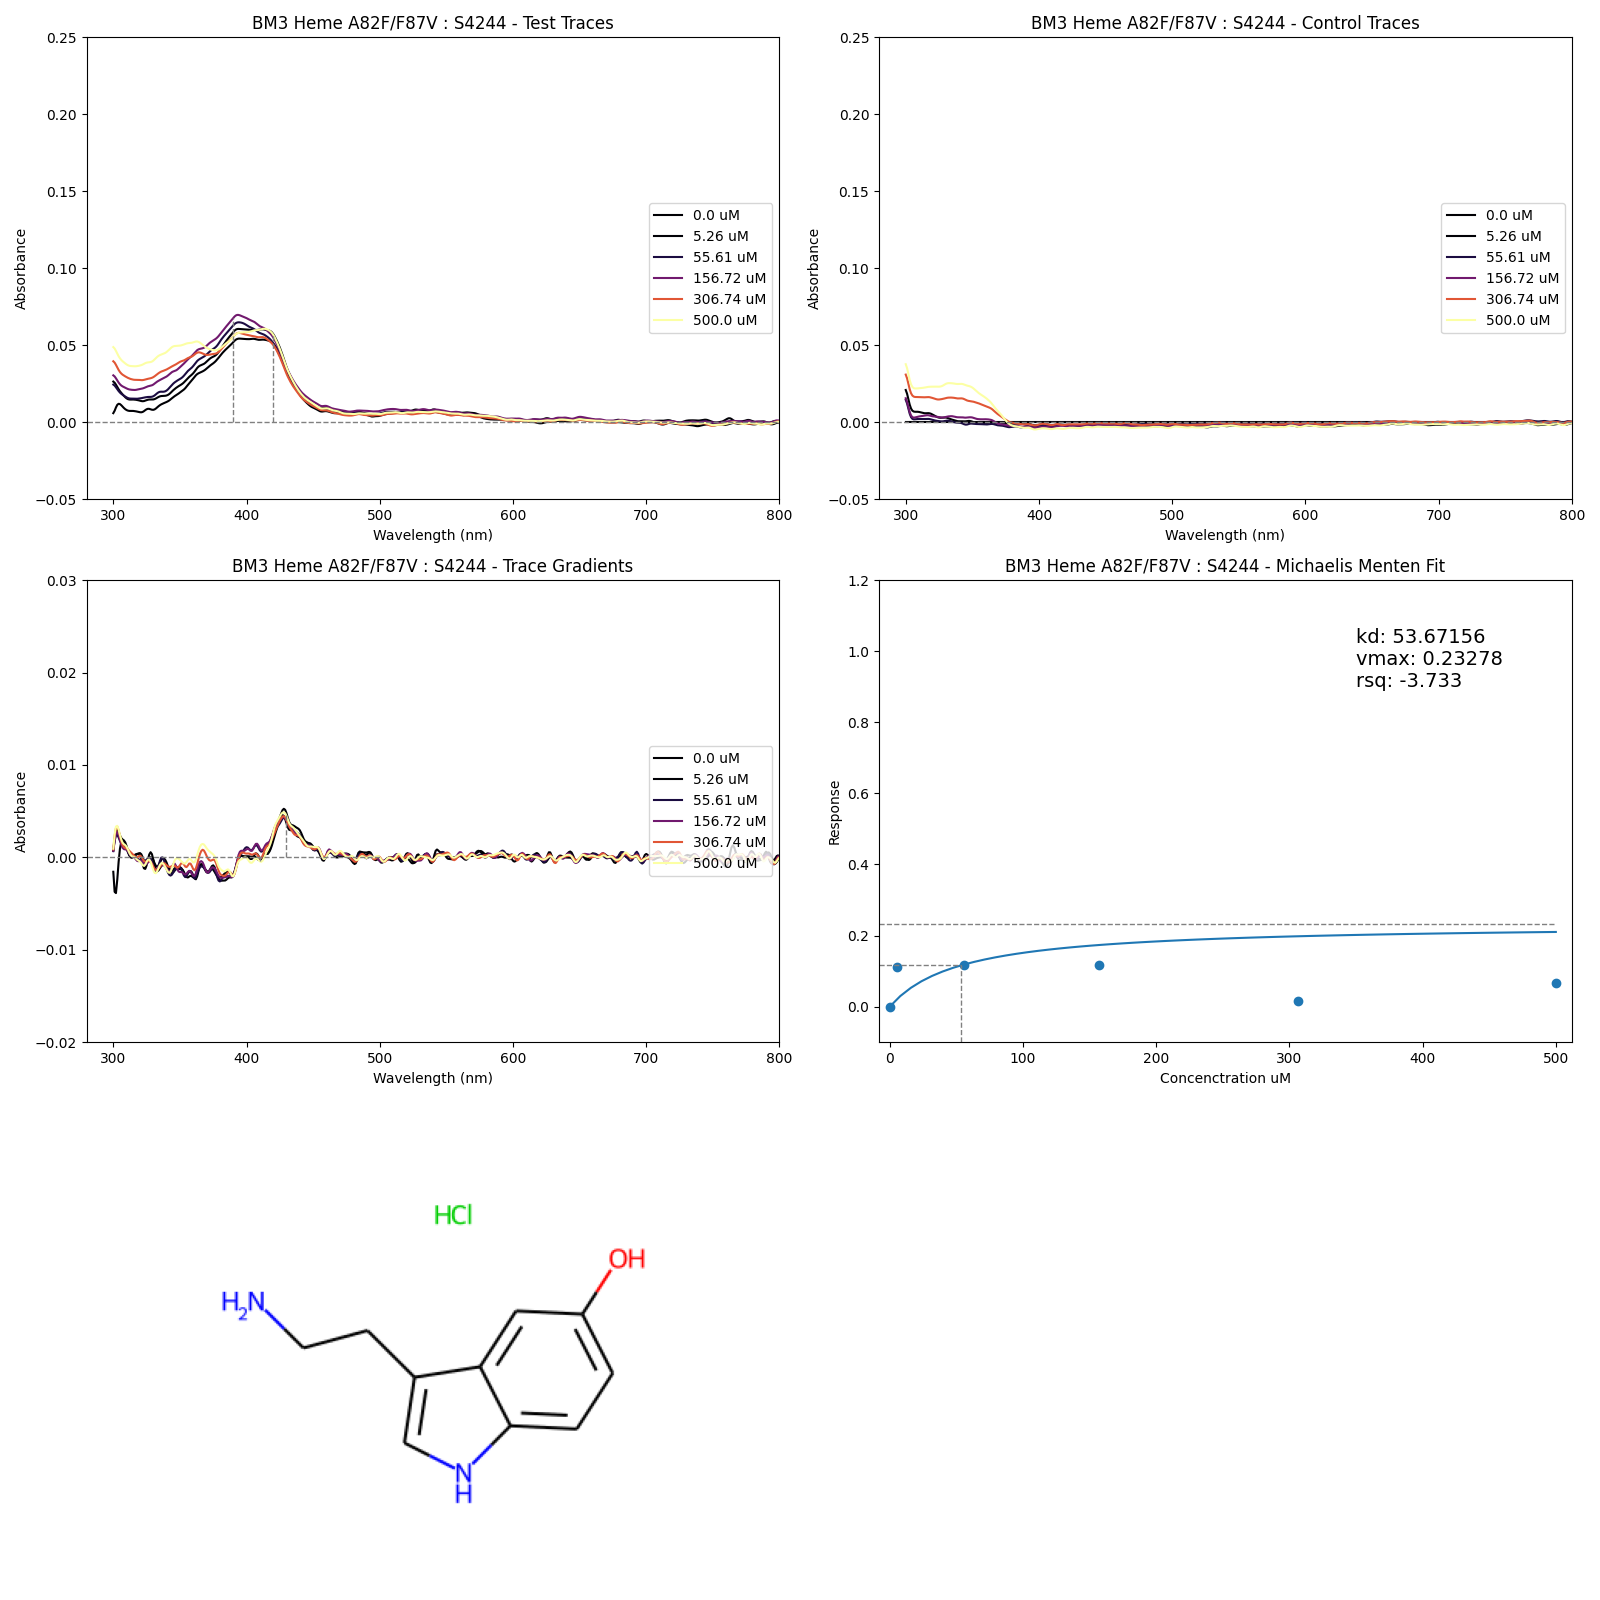 BM3 Heme A82F/F87V : S4244 - Test Traces
0.25
0.20
0.15
0.10
0.05
0.00
−0.05
Absorbance
300
400
500
600
700
800
Wavelength (nm)
0.0 uM
5.26 uM
55.61 uM
156.72 uM
306.74 uM
500.0 uM
BM3 Heme A82F/F87V : S4244 - Control Traces
0.25
0.20
0.15
0.10
0.05
0.00
−0.05
Absorbance
300
400
500
600
700
800
Wavelength (nm)
0.0 uM
5.26 uM
55.61 uM
156.72 uM
306.74 uM
500.0 uM
BM3 Heme A82F/F87V : S4244 - Trace Gradients
0.03
0.02
0.01
0.00
−0.01
−0.02
Absorbance
300
400
500
600
700
800
Wavelength (nm)
0.0 uM
5.26 uM
55.61 uM
156.72 uM
306.74 uM
500.0 uM
BM3 Heme A82F/F87V : S4244 - Michaelis Menten Fit
1.2
1.0
0.8
0.6
0.4
0.2
0.0
Response
0
100
200
300
400
500
Concenctration uM
kd: 53.67156
vmax: 0.23278
rsq: -3.733
HCl
OH
H2N
N
H